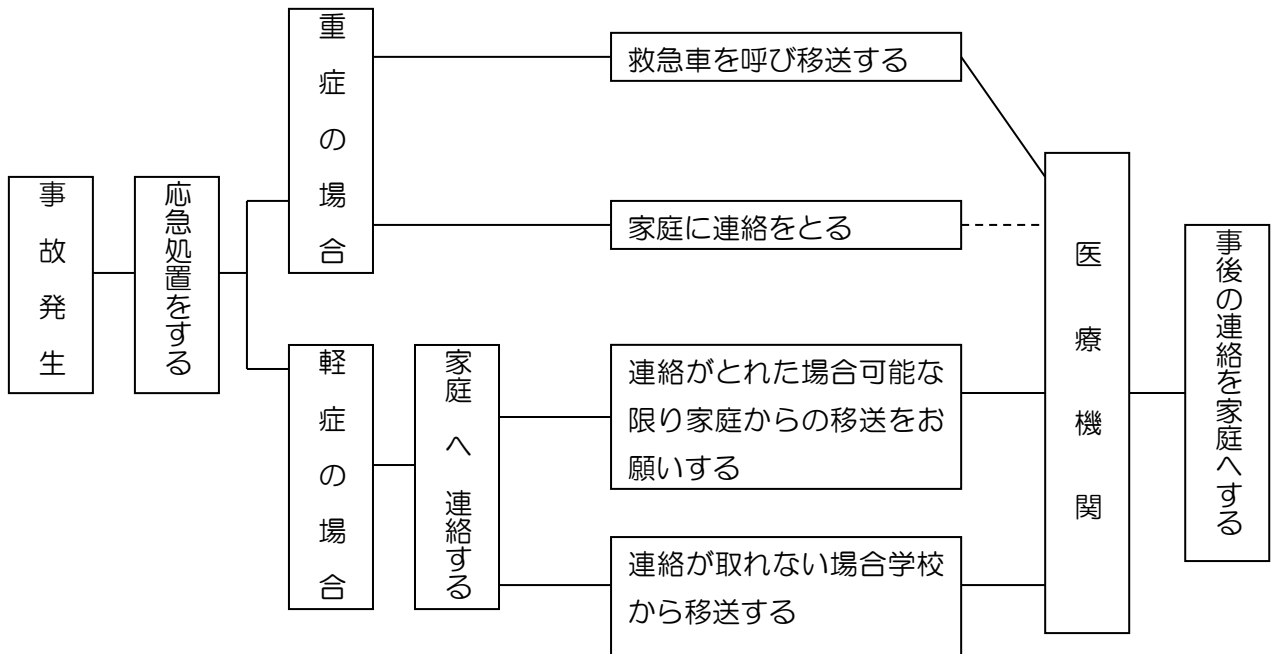 事故発生
応急処置をする
重症の場合
救急車を呼び移送する
家庭に連絡をとる
軽症の場合
家庭へ連絡する
連絡がとれた場合可能な
限り家庭からの移送をお
願いする
連絡が取れない場合学校
から移送する
医療機関
事後の連絡を家庭へする